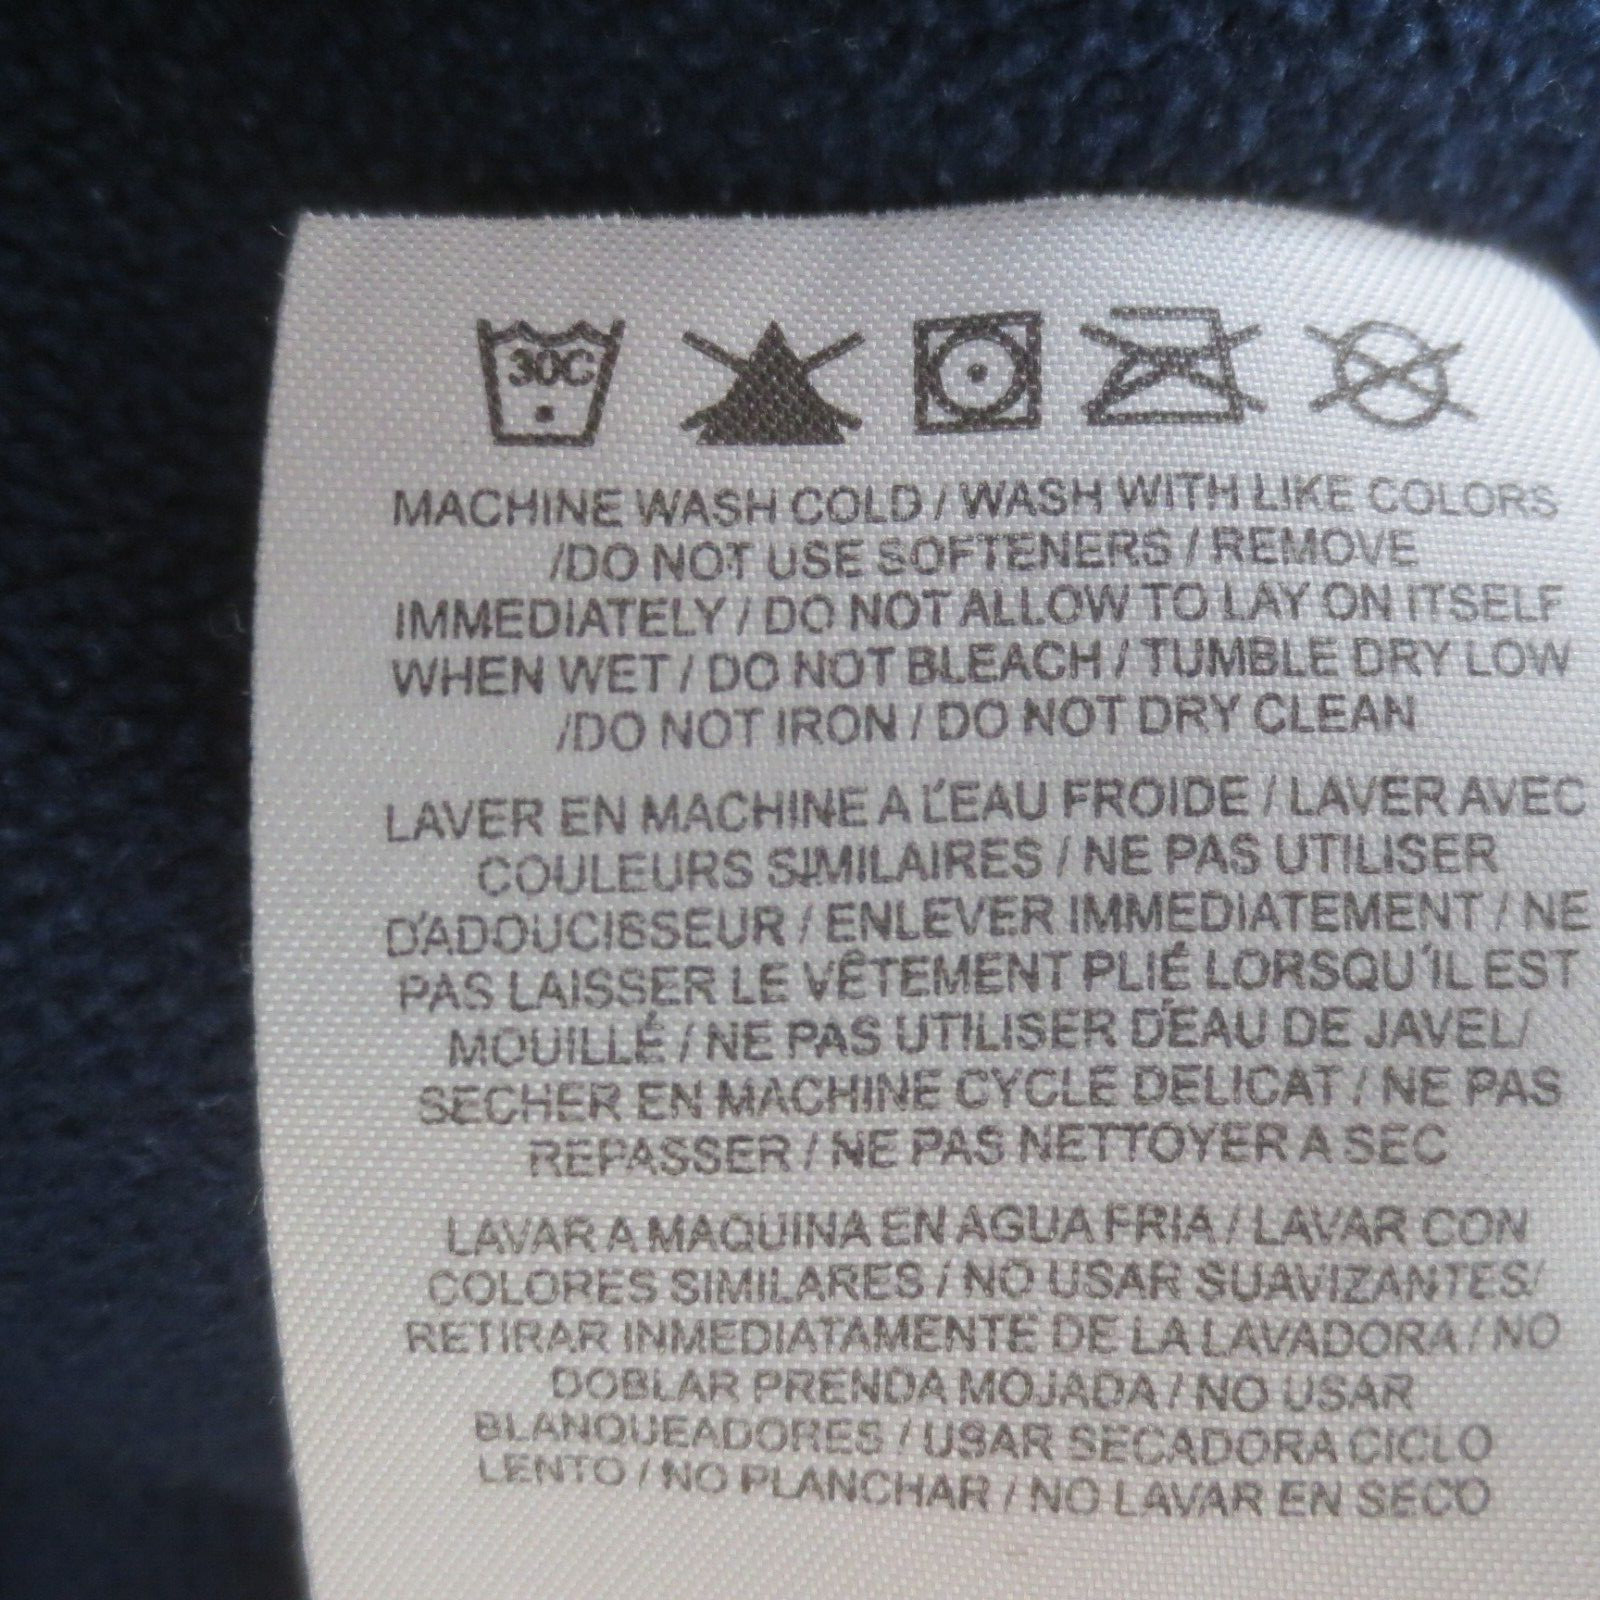 30C
MACHINE WASH COLD / WASH WITH LIKE COLORS
/DO NOT USE SOFTENERS / REMOVE
IMMEDIATELY / DO NOT ALLOW TO LAY ON ITSELF
WHEN WET / DO NOT BLEACH / TUMBLE DRY LOW
/DO NOT IRON / DO NOT DRY CLEAN
LAVER EN MACHINE A L'EAU FROIDE / LAVER AVEC
COULEURS SIMILAIRES / NE PAS UTILISER
D'ADOUCISSEUR / ENLEVER IMMEDIATEMENT / NE
PAS LAISSER LE VÊTEMENT PLIÉ LORSQU'IL EST
MOUILLÉ / NE PAS UTILISER D'EAU DE JAVEL/
SECHER EN MACHINE CYCLE DELICAT / NE PAS
REPASSER / NE PAS NETTOYER A SEC
LAVAR A MAQUINA EN AGUA FRIA / LAVAR CON
COLORES SIMILARES / NO USAR SUAVIZANTES/
RETIRAR INMEDIATAMENTE DE LA LAVADORA / NO
DOBLAR PRENDA MOJADA / NO USAR
BLANQUEADORES / USAR SECADORA CICLO
LENTO / NO PLANCHAR / NO LAVAR EN SECO